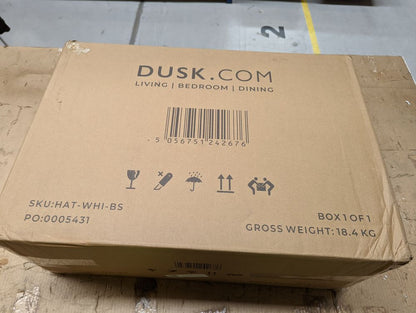 2
DUSK.COM
LIVING | BEDROOM | DINING
5 056751 242676
SKU:HAT-WHI-BS
PO:0005431
BOX 1 OF 1
GROSS WEIGHT: 18.4 KG